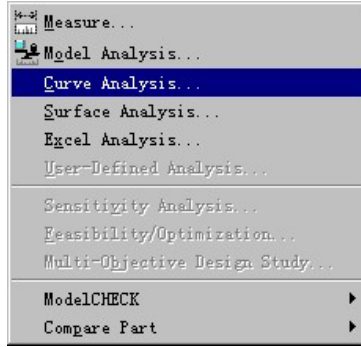 Measure...
Model Analysis...
Curve Analysis...
Surface Analysis...
Excel Analysis...
User-Defined Analysis...
Sensitivity Analysis...
Feasibility/Optimization...
Multi-Objective Design Study...
ModelCHECK
Compare Part